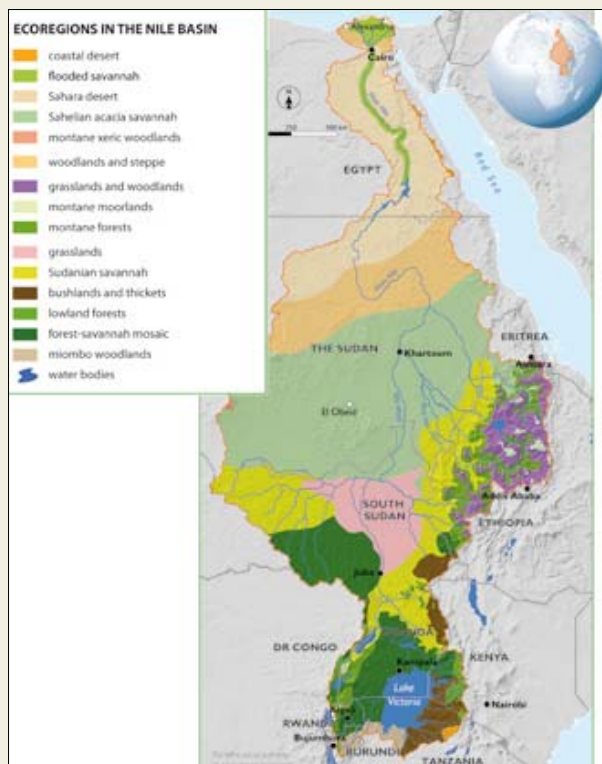 ECOREGIONS IN THE NILE BASIN
coastal desert
flooded savannah
Sahara desert
Sahelian acacia savannah
montane xeric woodlands
woodlands and steppe
grasslands and woodlands
montane moorlands
montane forests
grasslands
Sudanian savannah
bushlands and thickets
lowland forests
forest-savannah mosaic
miombo woodlands
water bodies
Alexandria
Cairo
N
EGYPT
Red Sea
THE SUDAN
Khartoum
ERITREA
Asmara
El Obeid
SOUTH
SUDAN
Addis Ababa
ETHIOPIA
Juba
DR CONGO
UGANDA
Kampala
KENYA
Lake
Victoria
Nairobi
Kigali
RWANDA
Bujumbura
BURUNDI
TANZANIA